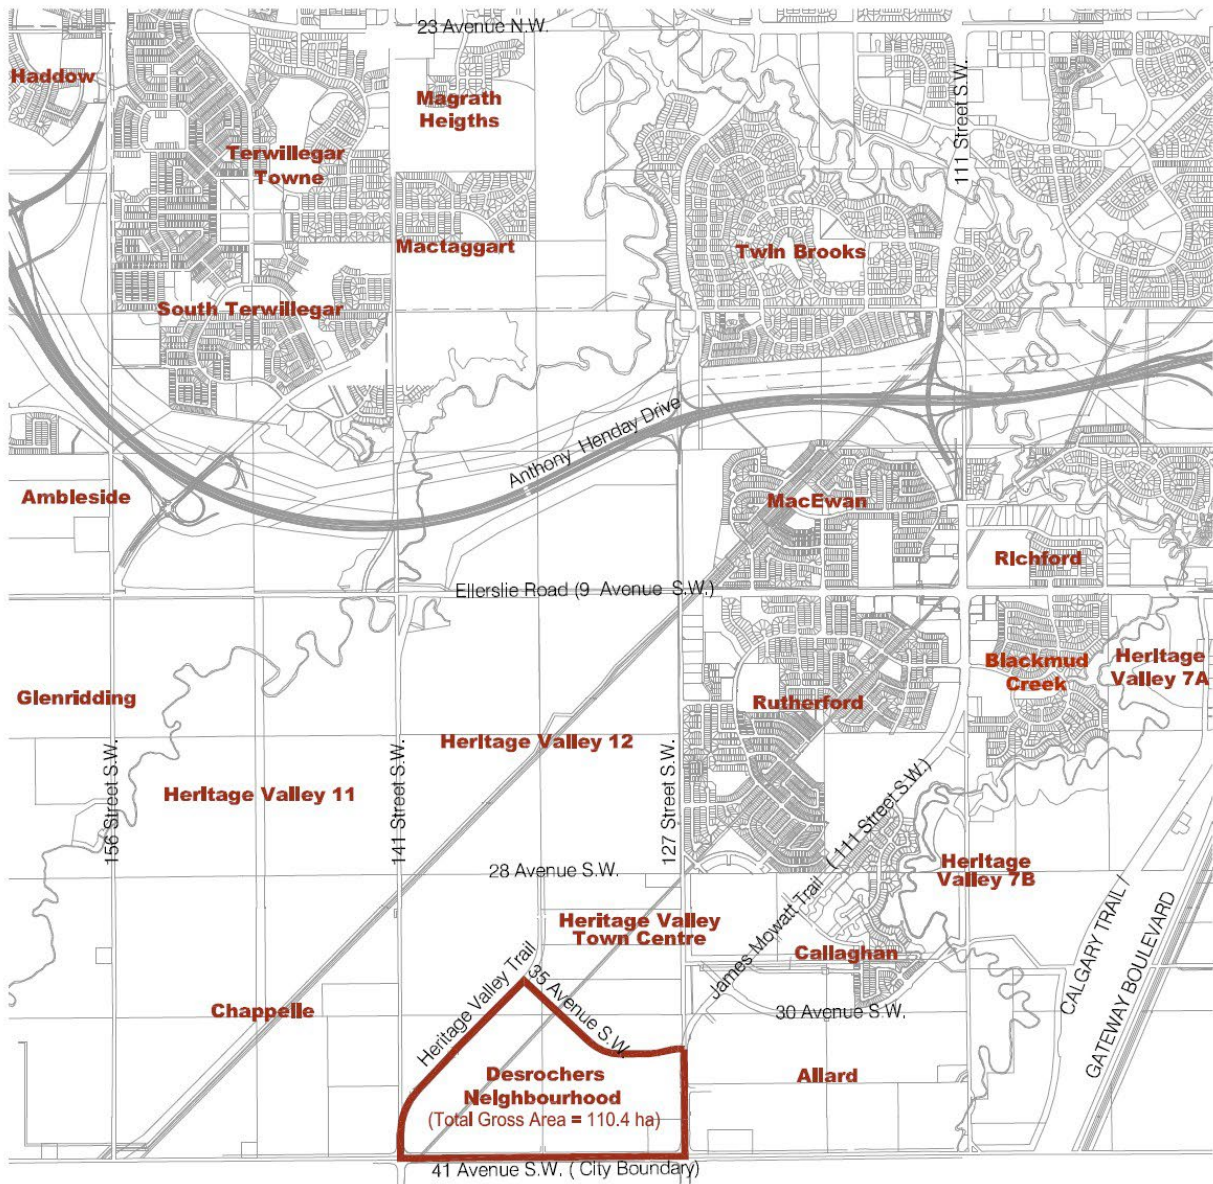 23 Avenue N.W.
Haddow
Magrath
Heigths
111 Street S.W.
Terwillegar
Towne
Mactaggart
Twin Brooks
South Terwillegar
Anthony Henday Drive
Ambleside
MacEwan
Richford
Ellerslie Road (9 Avenue S.W.)
Blackmud
Creek
Heritage
Valley 7A
Glenridding
Rutherford
Heritage Valley 12
156 Street S.W.
141 Street S.W.
127 Street S.W.
Heritage Valley 11
James Mowatt Trail ( 111 Street S.W.)
28 Avenue S.W.
Heritage
Valley 7B
Heritage Valley
Town Centre
Callaghan
CALGARY TRAIL /
GATEWAY BOULEVARD
Heritage Valley Trail
35 Avenue S.W.
Chappelle
30 Avenue S.W.
Desrochers
Neighbourhood
(Total Gross Area = 110.4 ha)
Allard
41 Avenue S.W. ( City Boundary)